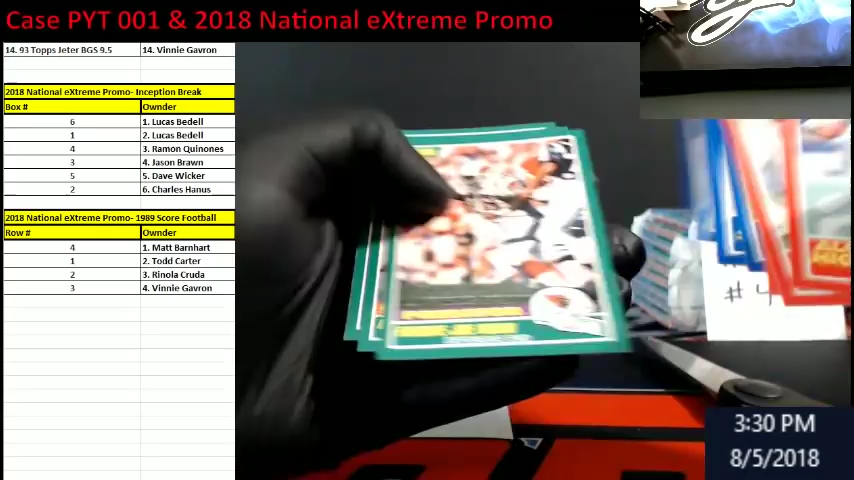 Case PYT 001 & 2018 National eXtreme Promo
14. 93 Topps Jeter BGS 9.5 14. Vinnie Gavron
2018 National eXtreme Promo- Inception Break
Box # Ownder
6 1. Lucas Bedell
1 2. Lucas Bedell
4 3. Ramon Quinones
3 4. Jason Brawn
5 5. Dave Wicker
2 6. Charles Hanus
2018 National eXtreme Promo- 1989 Score Football
Row # Ownder
4 1. Matt Barnhart
1 2. Todd Carter
2 3. Rinola Cruda
3 4. Vinnie Gavron
#4
3:30 PM
8/5/2018